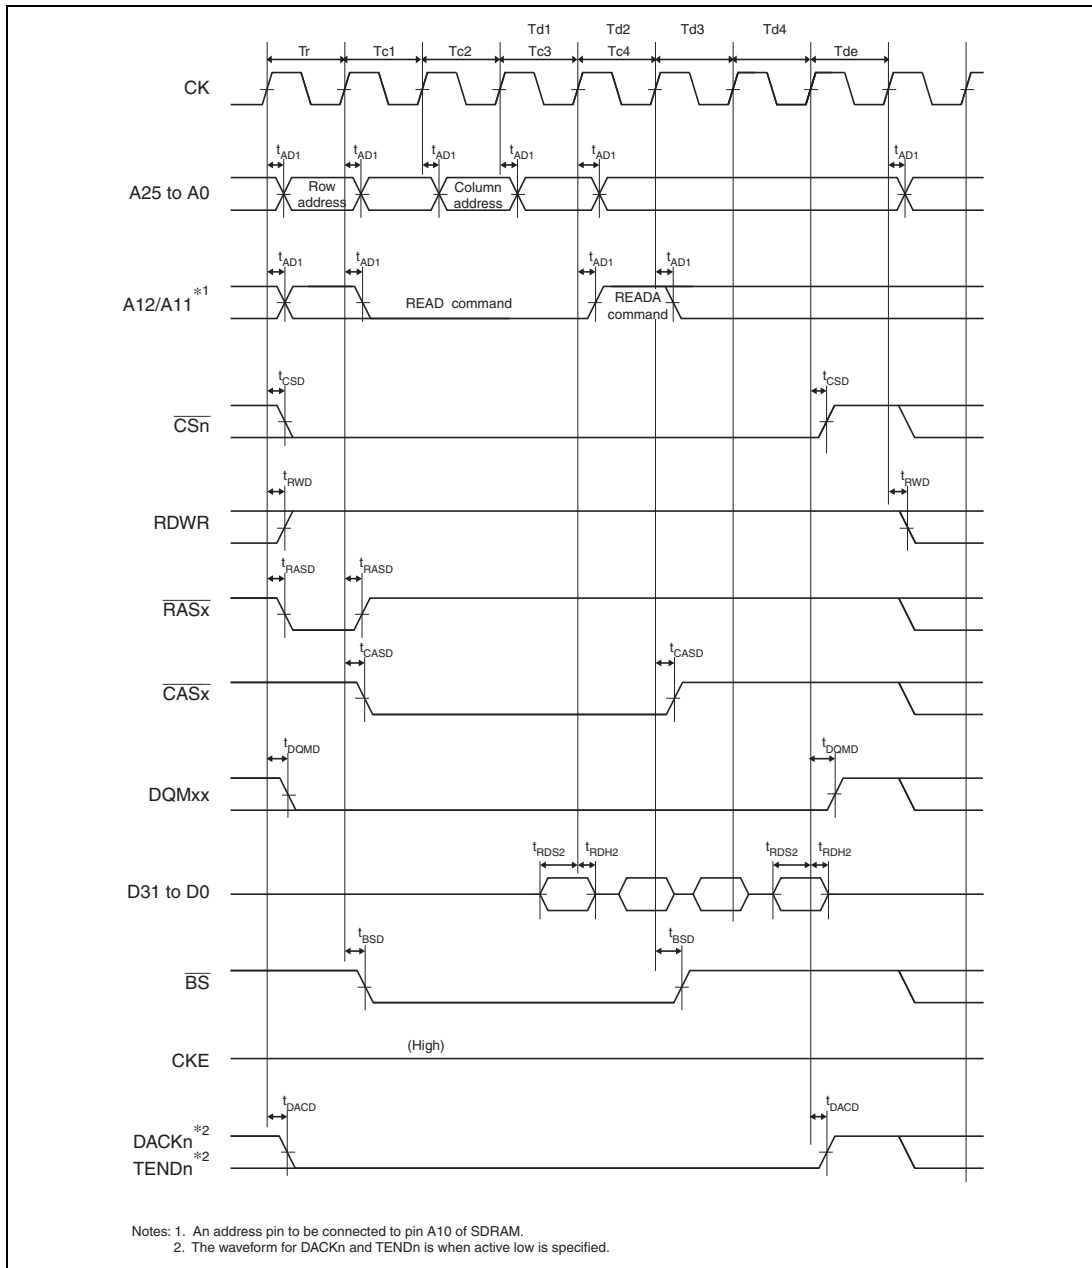 Td1 Td2 Td3 Td4
Tr Tc1 Tc2 Tc3 Tc4 Tde
CK
tAD1 tAD1 tAD1 tAD1 tAD1 tAD1
A25 to A0
Row address
Column address
tAD1 tAD1 tAD1 tAD1
A12/A11*1
READ command
READA command
tCSD tCSD
CSn
tRWD tRWD
RDWR
tRASD tRASD
RASx
tCASD tCASD
CASx
tDQMD tDQMD
DQMxx
tRDS2 tRDH2 tRDS2 tRDH2
D31 to D0
tBSD tBSD
BS
(High)
CKE
tDACD tDACD
DACKn*2
TENDn*2
Notes: 1. An address pin to be connected to pin A10 of SDRAM.
2. The waveform for DACKn and TENDn is when active low is specified.